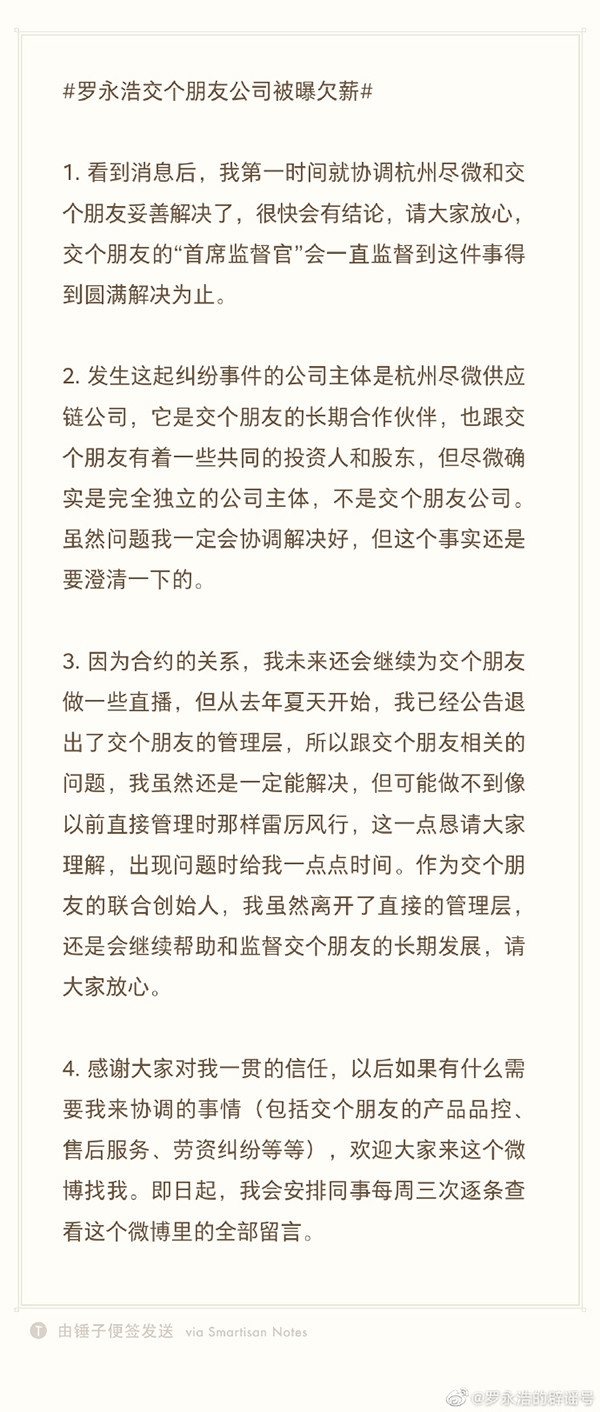 #罗永浩交个朋友公司被曝欠薪#
1. 看到消息后，我第一时间就协调杭州尽微和交
个朋友妥善解决了，很快会有结论，请大家放心，
交个朋友的“首席监督官”会一直监督到这件事得
到圆满解决为止。
2. 发生这起纠纷事件的公司主体是杭州尽微供应
链公司，它是交个朋友的长期合作伙伴，也跟交
个朋友有着一些共同的投资人和股东，但尽微确
实是完全独立的公司主体，不是交个朋友公司。
虽然问题我一定会协调解决好，但这个事实还是
要澄清一下的。
3. 因为合约的关系，我未来还会继续为交个朋友
做一些直播，但从去年夏天开始，我已经公告退
出了交个朋友的管理层，所以跟交个朋友相关的
问题，我虽然还是一定能解决，但可能做不到像
以前直接管理时那样雷厉风行，这一点恳请大家
理解，出现问题时给我一点点时间。作为交个朋
友的联合创始人，我虽然离开了直接的管理层，
还是会继续帮助和监督交个朋友的长期发展，请
大家放心。
4. 感谢大家对我一贯的信任，以后如果有什么需
要我来协调的事情（包括交个朋友的产品品控、
售后服务、劳资纠纷等等），欢迎大家来这个微
博找我。即日起，我会安排同事每周三次逐条查
看这个微博里的全部留言。
T 由锤子便签发送 via Smartisan Notes
@罗永浩的辟谣号